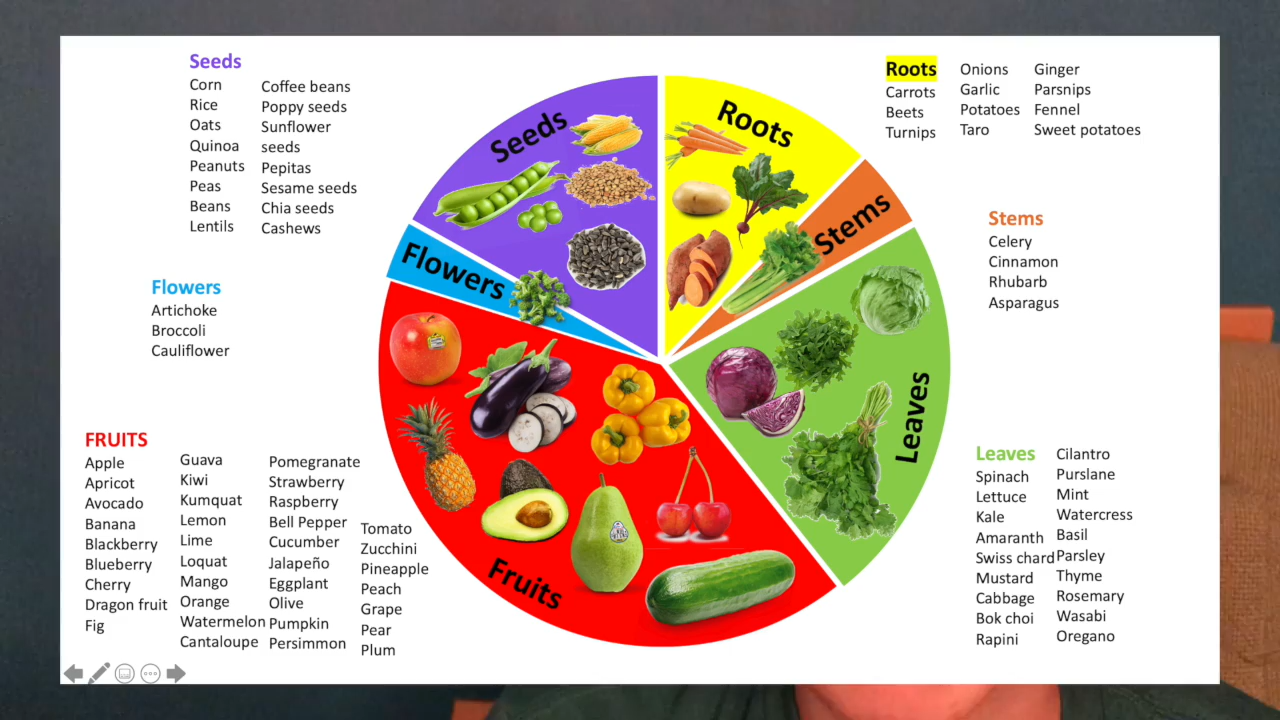 Seeds
Corn
Rice
Oats
Quinoa
Peanuts
Peas
Beans
Lentils
Coffee beans
Poppy seeds
Sunflower
seeds
Pepitas
Sesame seeds
Chia seeds
Cashews
Flowers
Artichoke
Broccoli
Cauliflower
FRUITS
Apple
Apricot
Avocado
Banana
Blackberry
Blueberry
Cherry
Dragon fruit
Fig
Guava
Kiwi
Kumquat
Lemon
Lime
Loquat
Mango
Orange
Watermelon
Cantaloupe
Pomegranate
Strawberry
Raspberry
Bell Pepper
Cucumber
Jalapeño
Eggplant
Olive
Pumpkin
Persimmon
Tomato
Zucchini
Pineapple
Peach
Grape
Pear
Plum
Seeds
Roots
Stems
Flowers
Leaves
Fruits
Roots
Carrots
Beets
Turnips
Onions
Garlic
Potatoes
Taro
Ginger
Parsnips
Fennel
Sweet potatoes
Stems
Celery
Cinnamon
Rhubarb
Asparagus
Leaves
Spinach
Lettuce
Kale
Amaranth
Swiss chard
Mustard
Cabbage
Bok choi
Rapini
Cilantro
Purslane
Mint
Watercress
Basil
Parsley
Thyme
Rosemary
Wasabi
Oregano